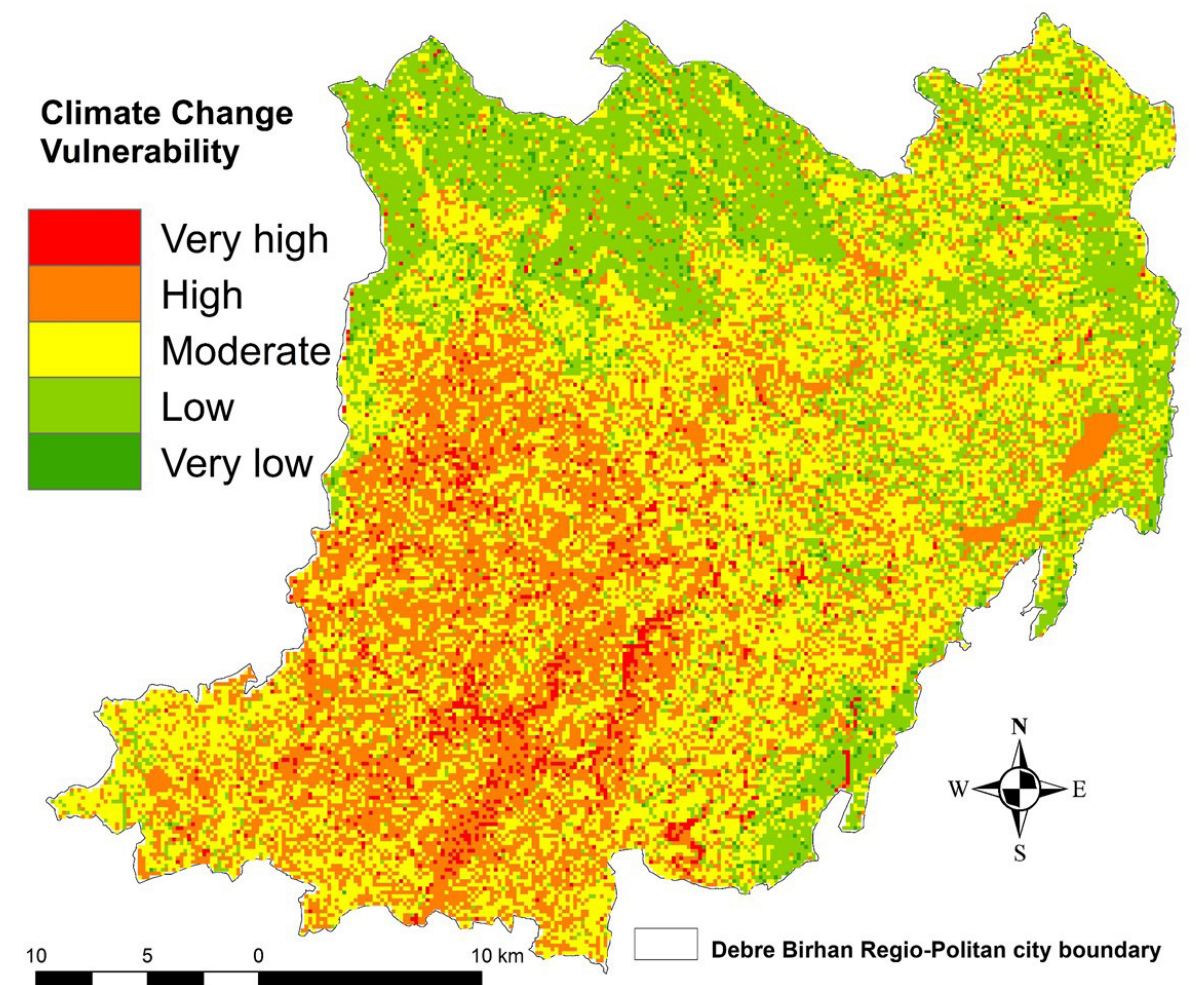 Climate Change
Vulnerability
Very high
High
Moderate
Low
Very low
N
W E
S
10 5 0 10 km
Debre Birhan Regio-Politan city boundary